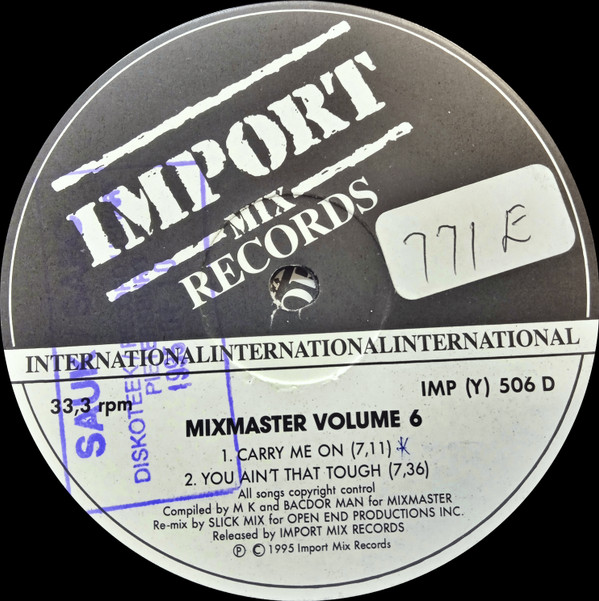 IMPORT
MIX
RECORDS
771 E
INTERNATIONALINTERNATIONALINTERNATIONAL
33,3 rpm
IMP (Y) 506 D
MIXMASTER VOLUME 6
1. CARRY ME ON (7,11)
2. YOU AIN'T THAT TOUGH (7,36)
All songs copyright control
Compiled by M K and BACDOR MAN for MIXMASTER
Re-mix by SLICK MIX for OPEN END PRODUCTIONS INC.
Released by IMPORT MIX RECORDS
Ⓟ © 1995 Import Mix Records
DISKOTEEK